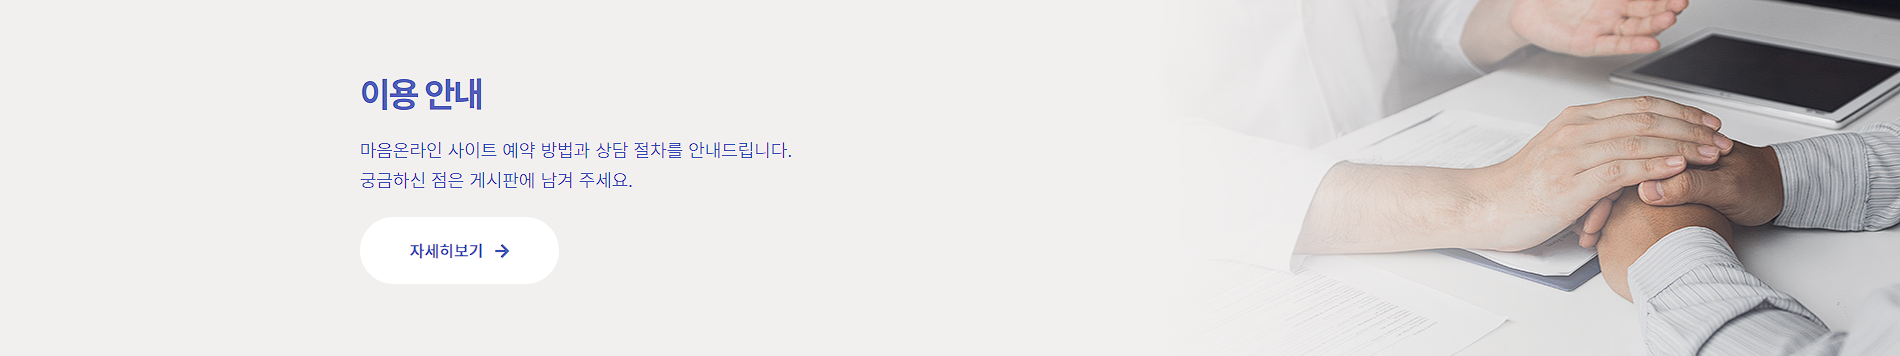 이용 안내
마음온라인 사이트 예약 방법과 상담 절차를 안내드립니다.
궁금하신 점은 게시판에 남겨 주세요.
자세히보기 →